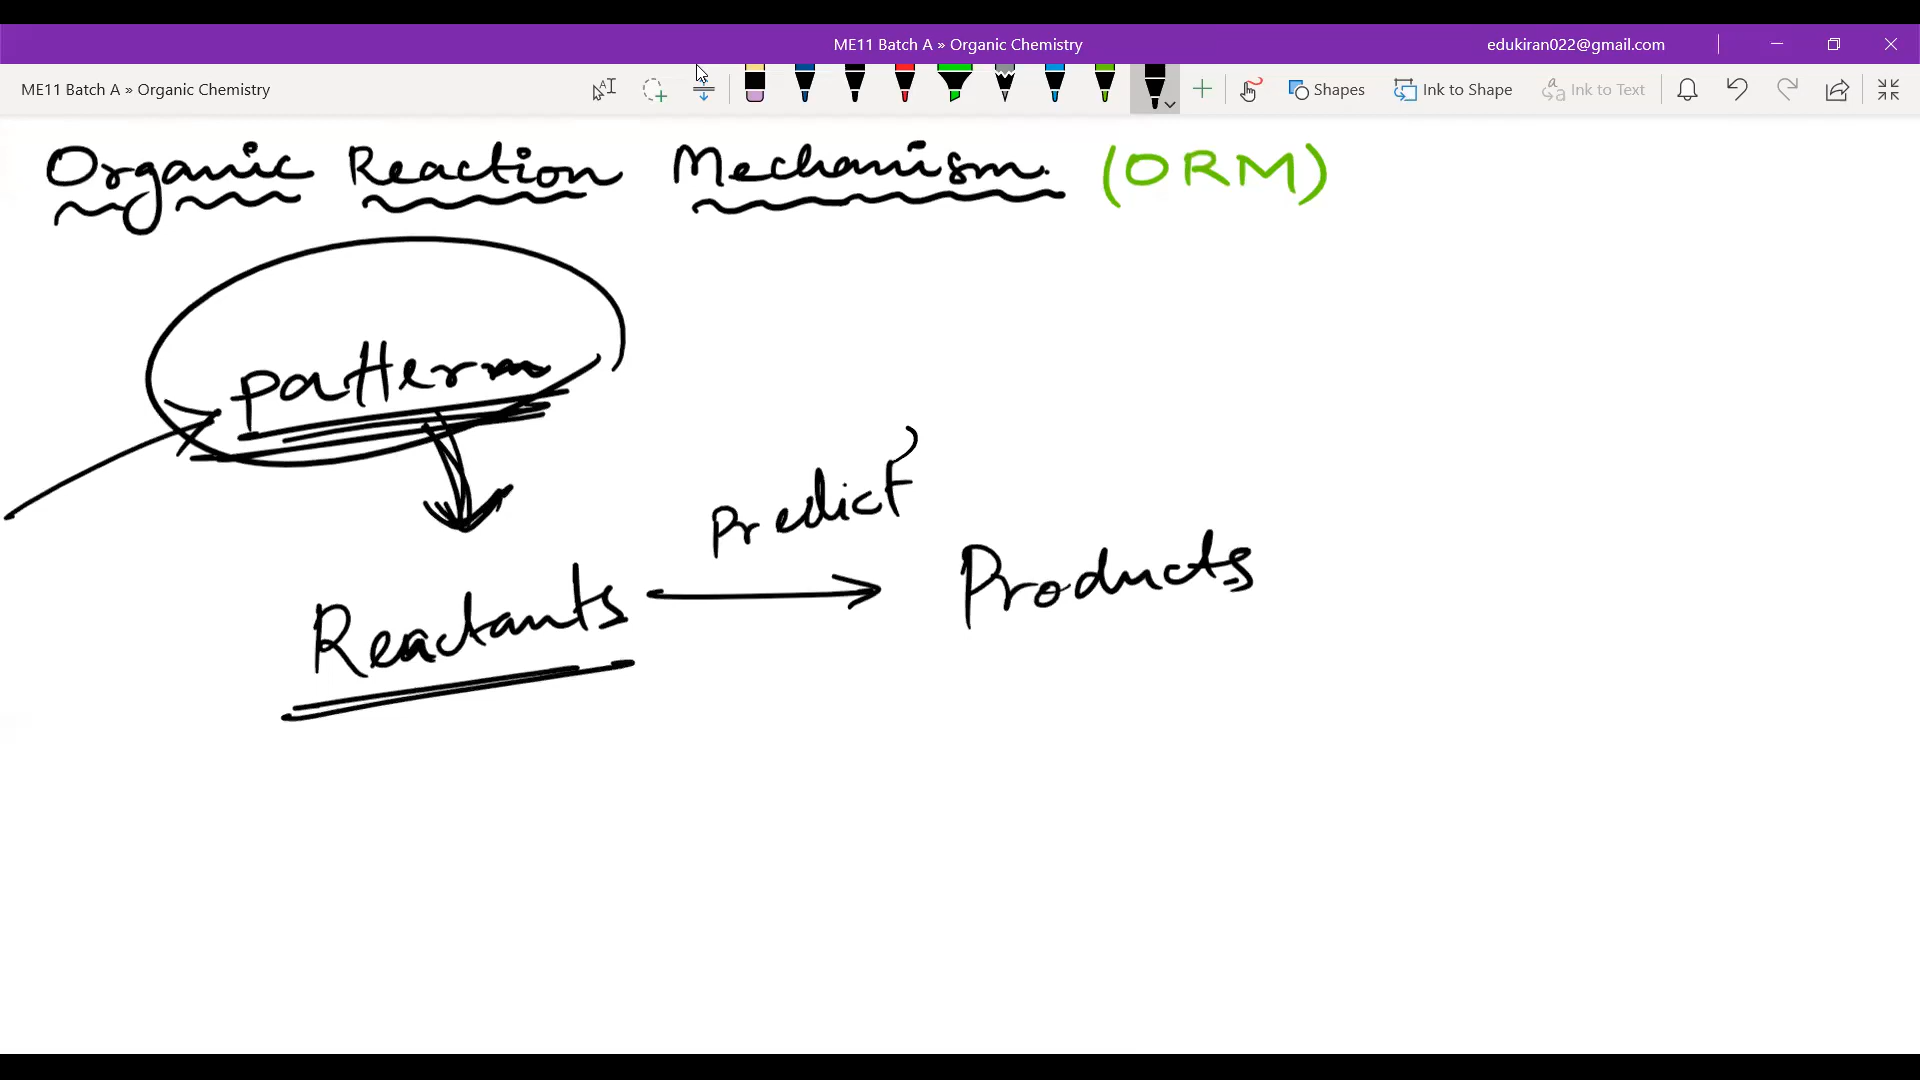 ME11 Batch A » Organic Chemistry
edukiran022@gmail.com
ME11 Batch A » Organic Chemistry
Shapes
Ink to Shape
Ink to Text
Organic Reaction Mechanism. (ORM)
pattern
Predict
Reactants → Products